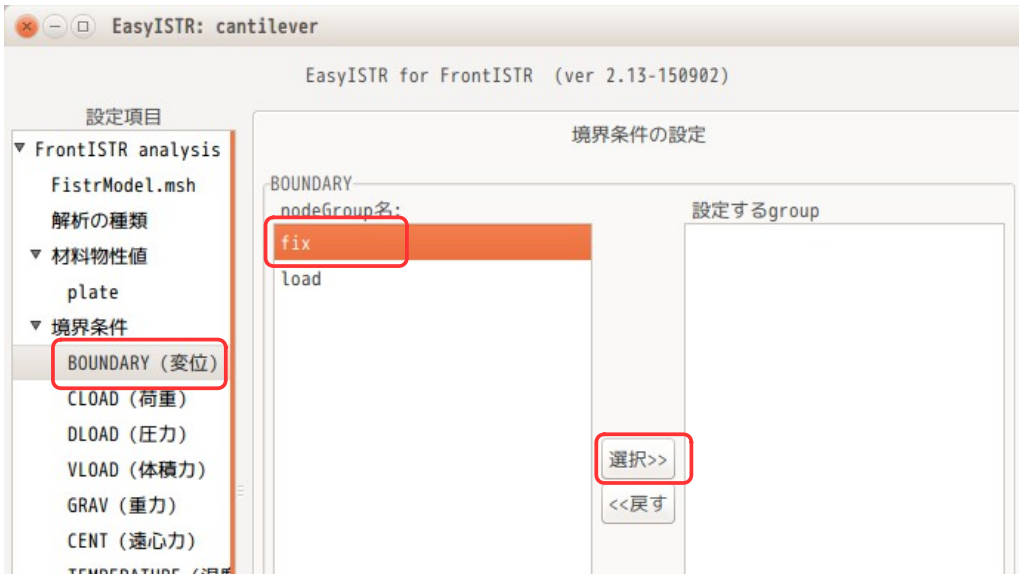 EasyISTR: cantilever
EasyISTR for FrontISTR (ver 2.13-150902)
設定項目
FrontISTR analysis
FistrModel.msh
解析の種類
材料物性値
plate
境界条件
BOUNDARY (変位)
CLOAD (荷重)
DLOAD (圧力)
VLOAD (体積力)
GRAV (重力)
CENT (遠心力)
TEMPERATURE (温度
境界条件の設定
BOUNDARY
nodeGroup名:
fix
load
選択>>
<<戻す
設定するgroup